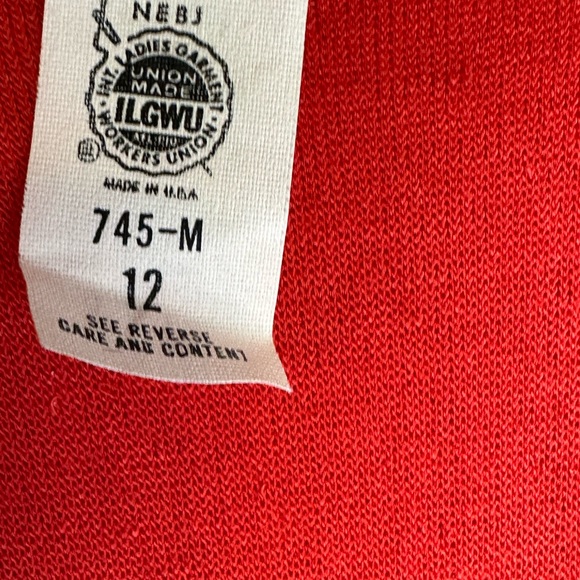 NEBJ
INT. LADIES GARMENT
WORKERS UNION
UNION
MADE
ILGWU
MADE IN U.S.A
745-M
12
SEE REVERSE
CARE AND CONTENT